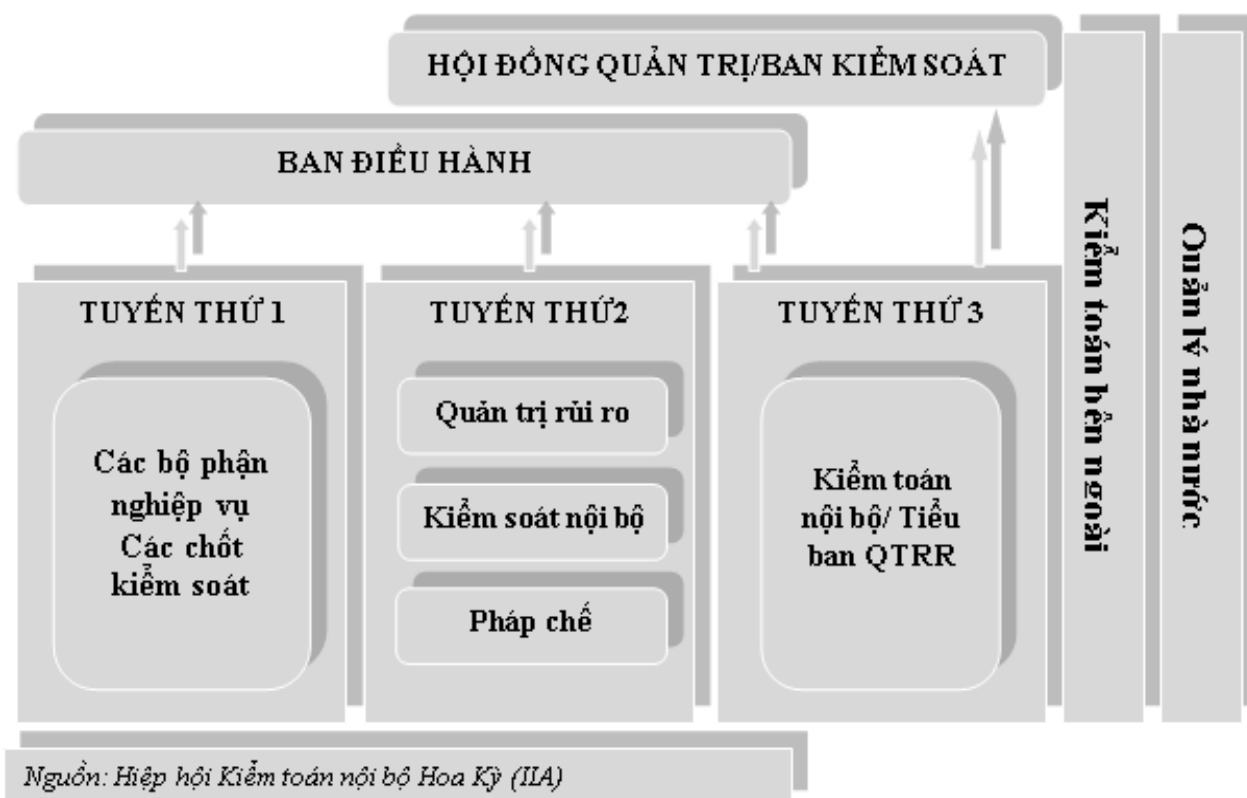 HỘI ĐỒNG QUẢN TRỊ/BAN KIỂM SOÁT
BAN ĐIỀU HÀNH
TUYẾN THỨ 1
Các bộ phận
nghiệp vụ
Các chốt
kiểm soát
TUYẾN THỨ2
Quản trị rủi ro
Kiểm soát nội bộ
Pháp chế
TUYẾN THỨ 3
Kiểm toán
nội bộ/ Tiểu
ban QTRR
Kiểm toán bên ngoài
Quản lý nhà nước
Nguồn: Hiệp hội Kiểm toán nội bộ Hoa Kỳ (IIA)